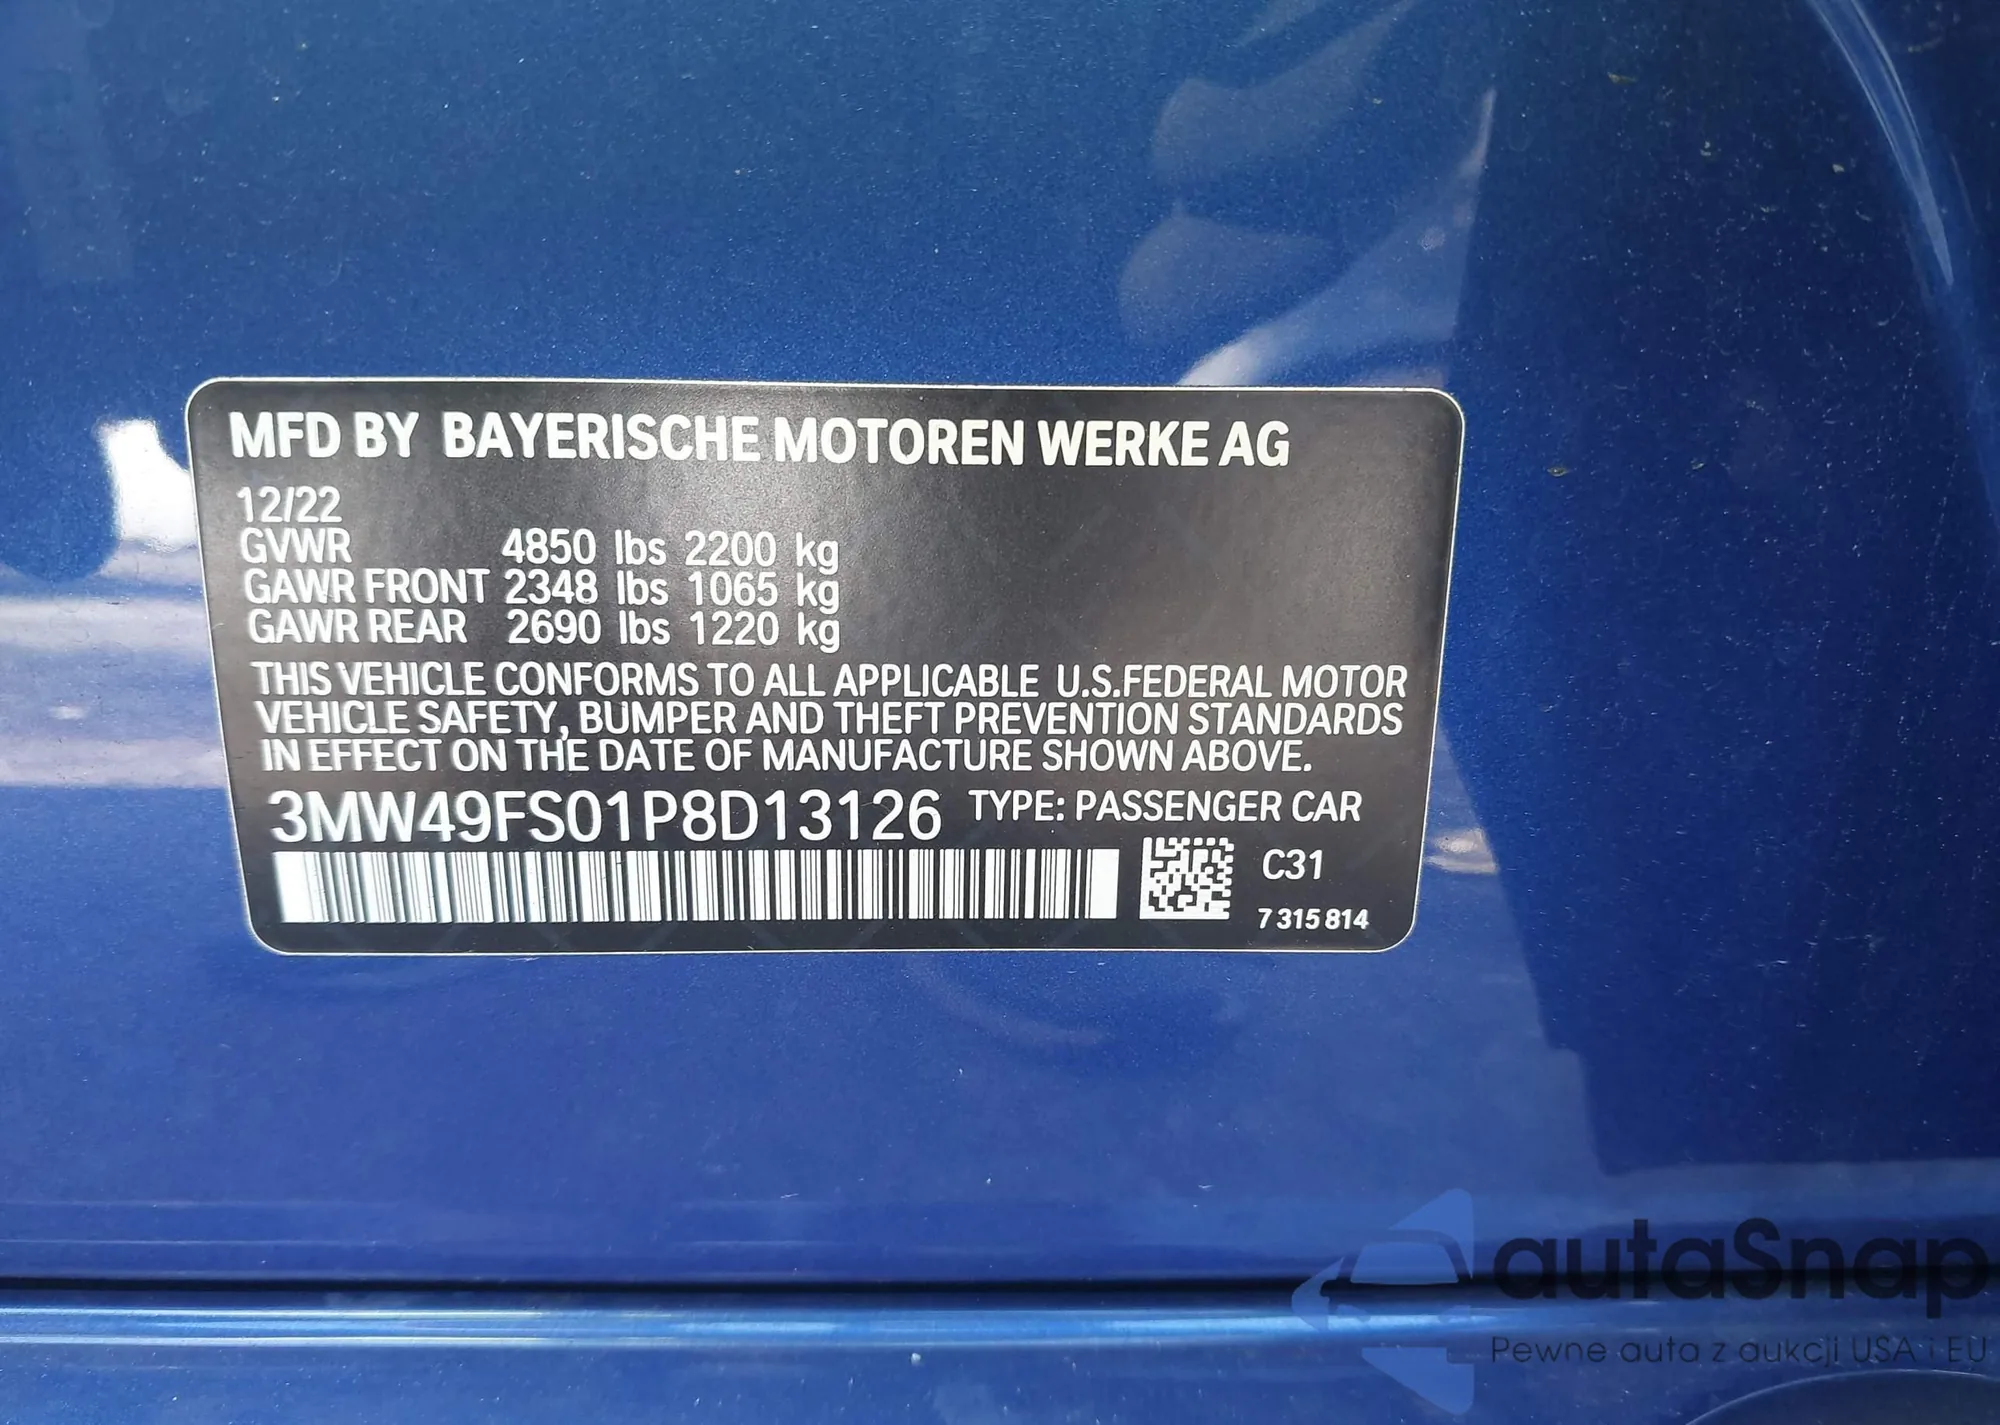 MFD BY BAYERISCHE MOTOREN WERKE AG
12/22
GVWR 4850 lbs 2200 kg
GAWR FRONT 2348 lbs 1065 kg
GAWR REAR 2690 lbs 1220 kg
THIS VEHICLE CONFORMS TO ALL APPLICABLE U.S.FEDERAL MOTOR
VEHICLE SAFETY, BUMPER AND THEFT PREVENTION STANDARDS
IN EFFECT ON THE DATE OF MANUFACTURE SHOWN ABOVE.
3MW49FS01P8D13126 TYPE: PASSENGER CAR
C31
7 315 814
autaSnap
Pewne auta z aukcji USA i EU